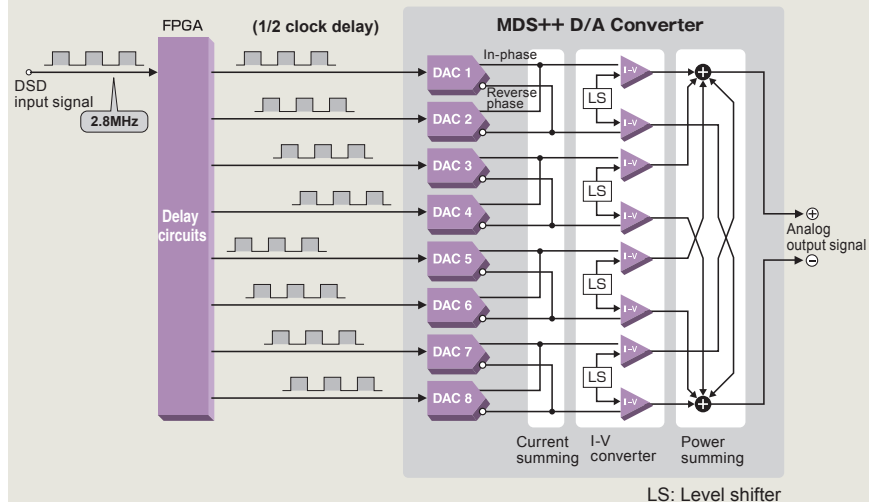 FPGA
(1/2 clock delay)
MDS++ D/A Converter
DSD
input signal
2.8MHz
Delay
circuits
In-phase
Reverse
phase
DAC 1
DAC 2
DAC 3
DAC 4
DAC 5
DAC 6
DAC 7
DAC 8
I-V
LS
I-V
I-V
LS
I-V
I-V
LS
I-V
I-V
LS
I-V
Analog
output signal
Current
summing
I-V
converter
Power
summing
LS: Level shifter